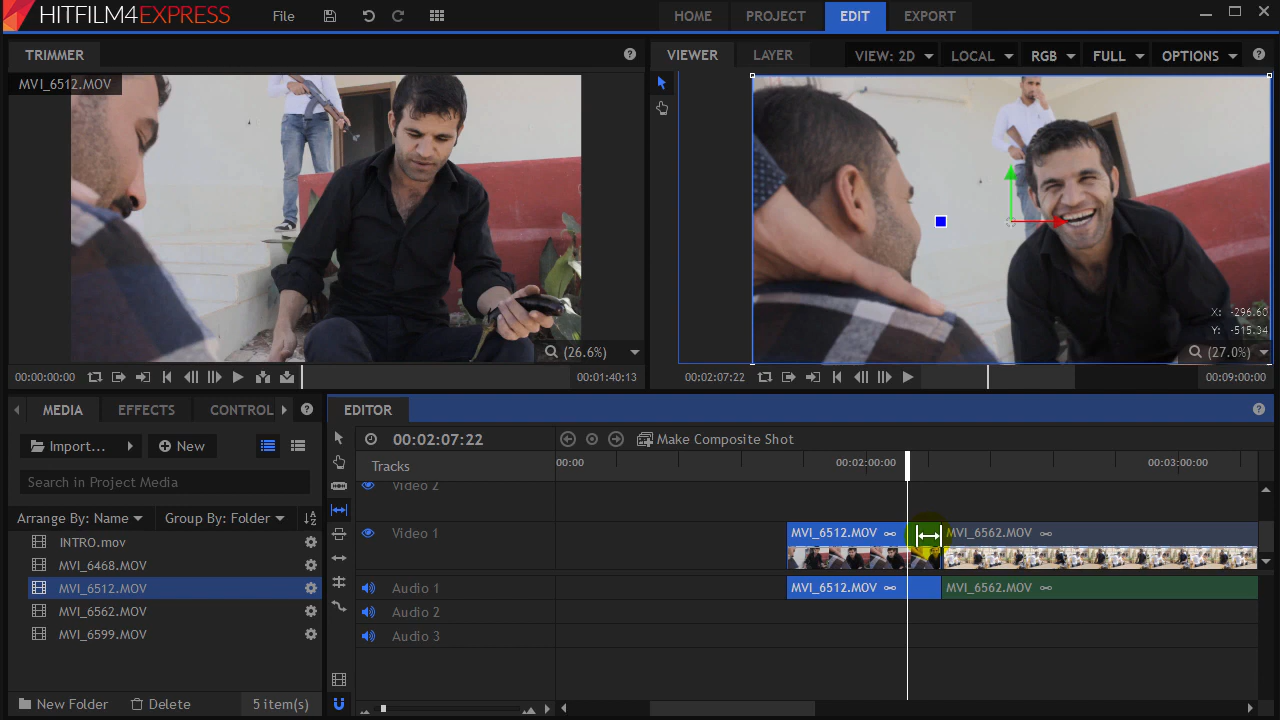 HITFILM4EXPRESS File HOME PROJECT EDIT EXPORT
TRIMMER
MVI_6512.MOV
(26.6%)
00:00:00:00 00:01:40:13
VIEWER LAYER VIEW: 2D LOCAL RGB FULL OPTIONS
X: -296.60
Y: -515.34
(27.0%)
00:02:07:22 00:09:00:00
MEDIA EFFECTS CONTROL
Import... New
Search in Project Media
Arrange By: Name Group By: Folder
INTRO.mov
MVI_6468.MOV
MVI_6512.MOV
MVI_6562.MOV
MVI_6599.MOV
New Folder Delete 5 item(s)
EDITOR
00:02:07:22 Make Composite Shot
Tracks 00:00 00:02:00:00 00:03:00:00
Video 2
Video 1 MVI_6512.MOV MVI_6562.MOV
Audio 1 MVI_6512.MOV MVI_6562.MOV
Audio 2
Audio 3